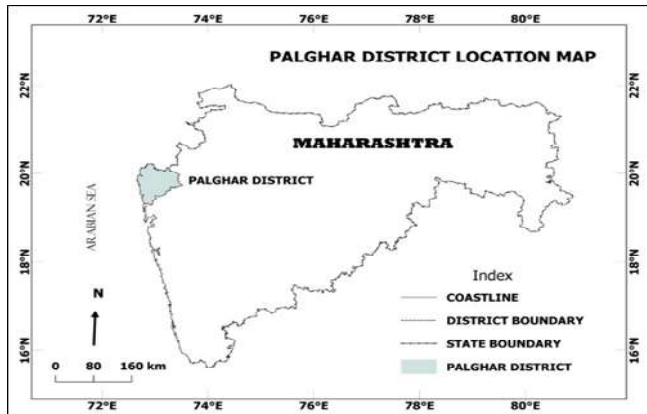 72°E 74°E 76°E 78°E 80°E
PALGHAR DISTRICT LOCATION MAP
22°N 22°N
MAHARASHTRA
20°N 20°N
PALGHAR DISTRICT
ARABIAN SEA
18°N 18°N
Index
COASTLINE
N
DISTRICT BOUNDARY
STATE BOUNDARY
16°N 16°N
0 80 160 km
PALGHAR DISTRICT
72°E 74°E 76°E 78°E 80°E